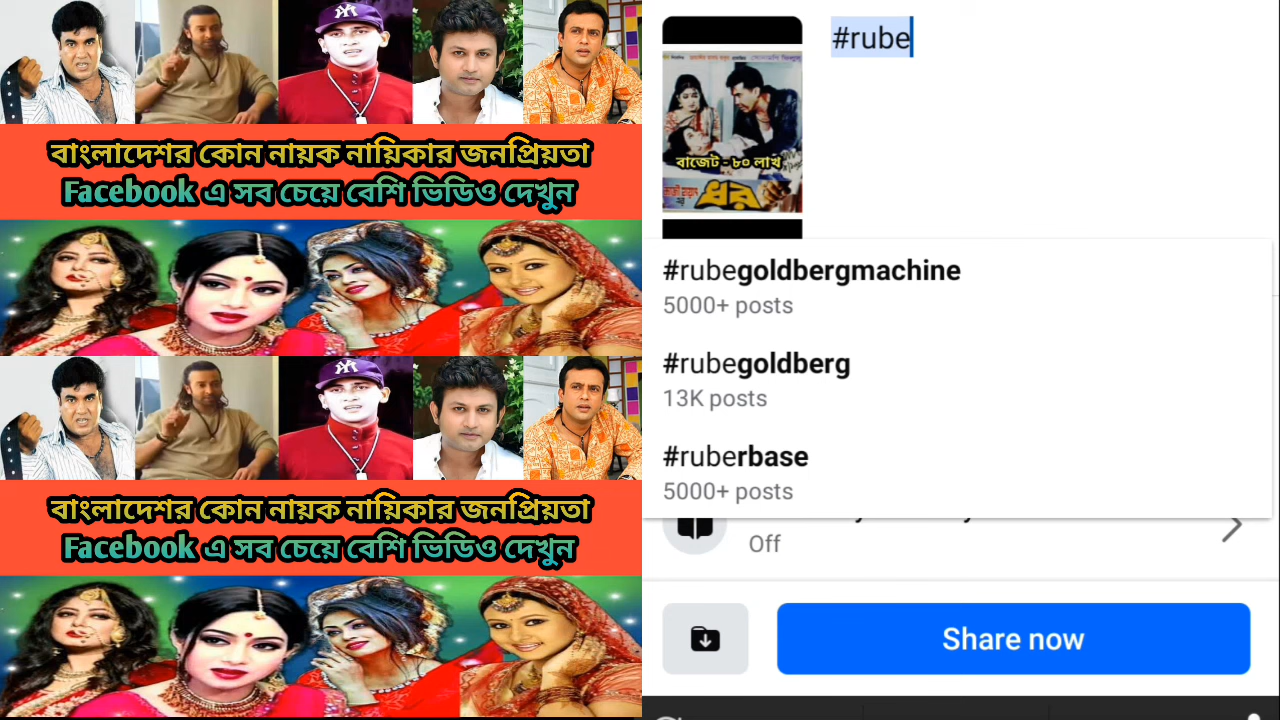 বাংলাদেশর কোন নায়ক নায়িকার জনপ্রিয়তা
Facebook এ সব চেয়ে বেশি ভিডিও দেখুন
বাংলাদেশর কোন নায়ক নায়িকার জনপ্রিয়তা
Facebook এ সব চেয়ে বেশি ভিডিও দেখুন
#rube
বাজেট - ৮০ লাখ
ধর
#rubegoldbergmachine
5000+ posts
#rubegoldberg
13K posts
#ruberbase
5000+ posts
Off
Share now